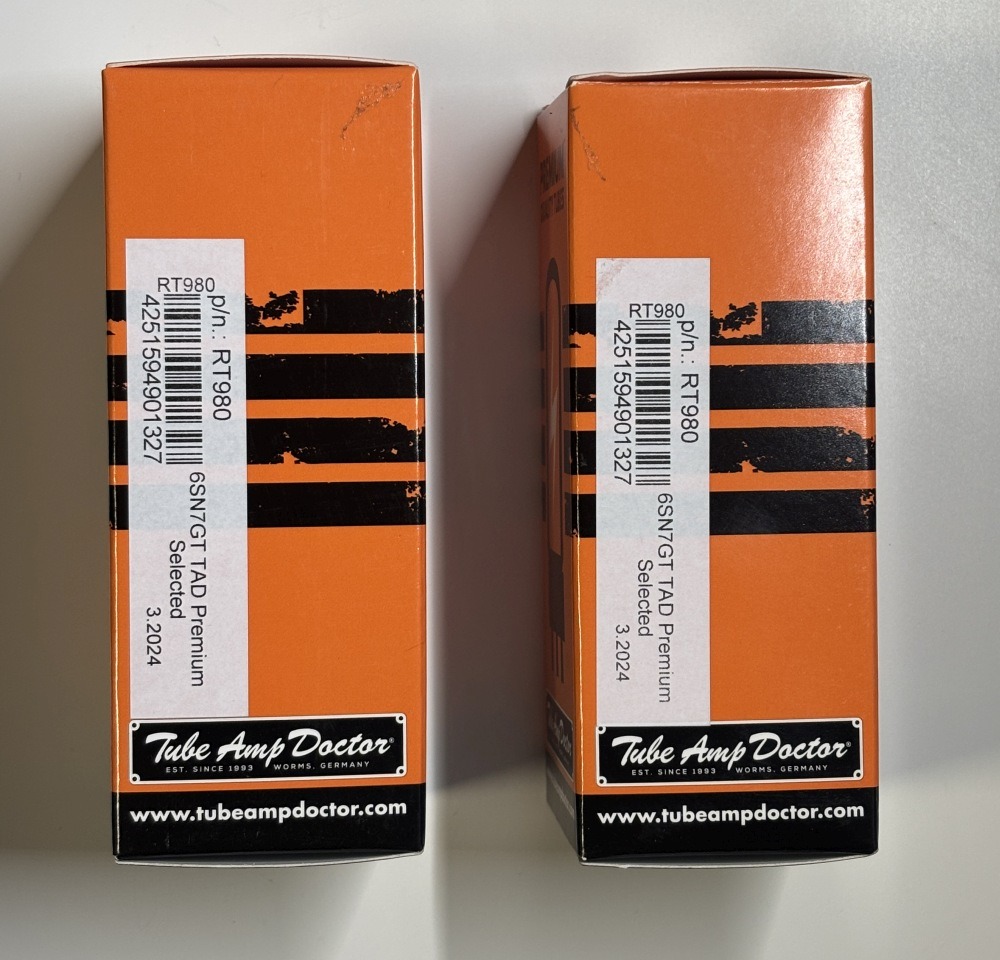 RT980
p/n.: RT980
4251594901327
6SN7GT TAD Premium
Selected
3.2024
Tube Amp Doctor®
EST. SINCE 1993 WORMS, GERMANY
www.tubeampdoctor.com
PREMIUM
RT980
p/n.: RT980
4251594901327
6SN7GT TAD Premium
Selected
3.2024
Tube Amp Doctor®
EST. SINCE 1993 WORMS, GERMANY
www.tubeampdoctor.com